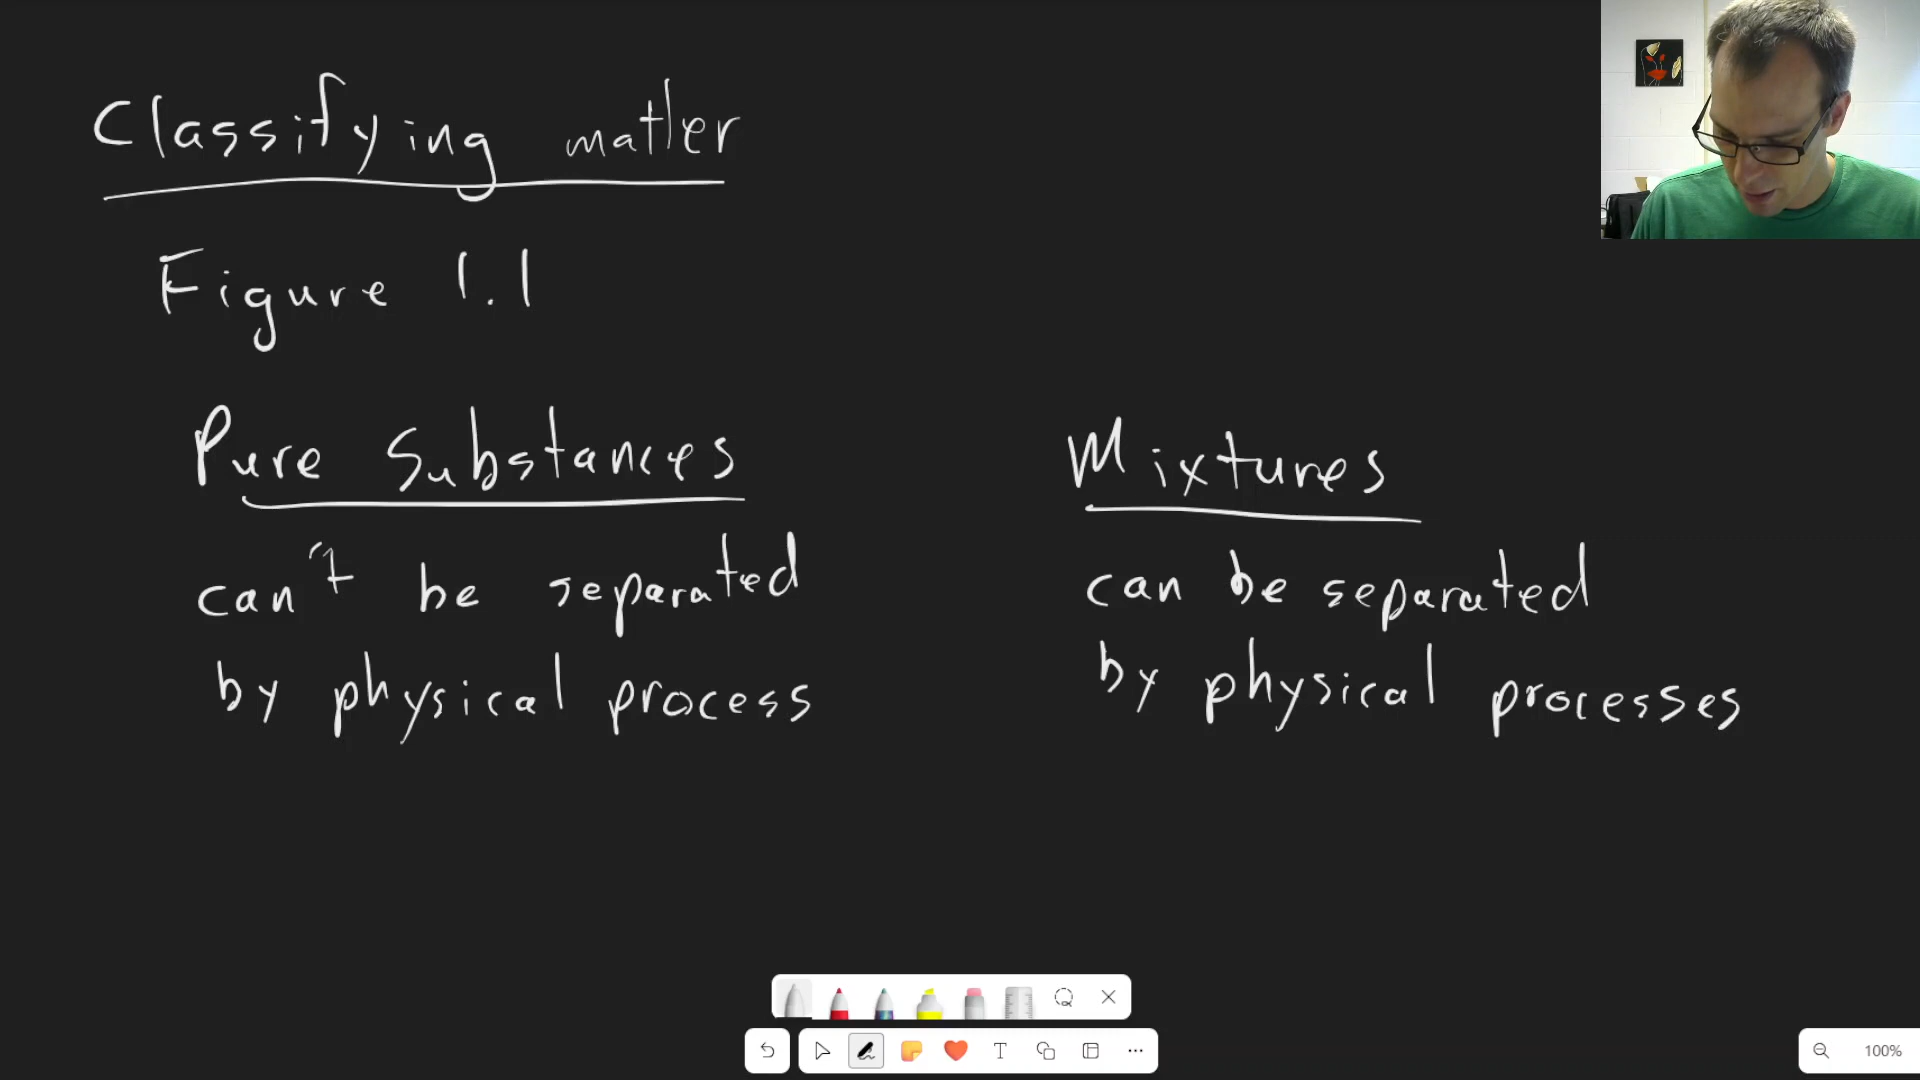 Classifying matter
Figure 1.1
Pure Substances
can't be separated
by physical process
Mixtures
can be separated
by physical processes
T
100%